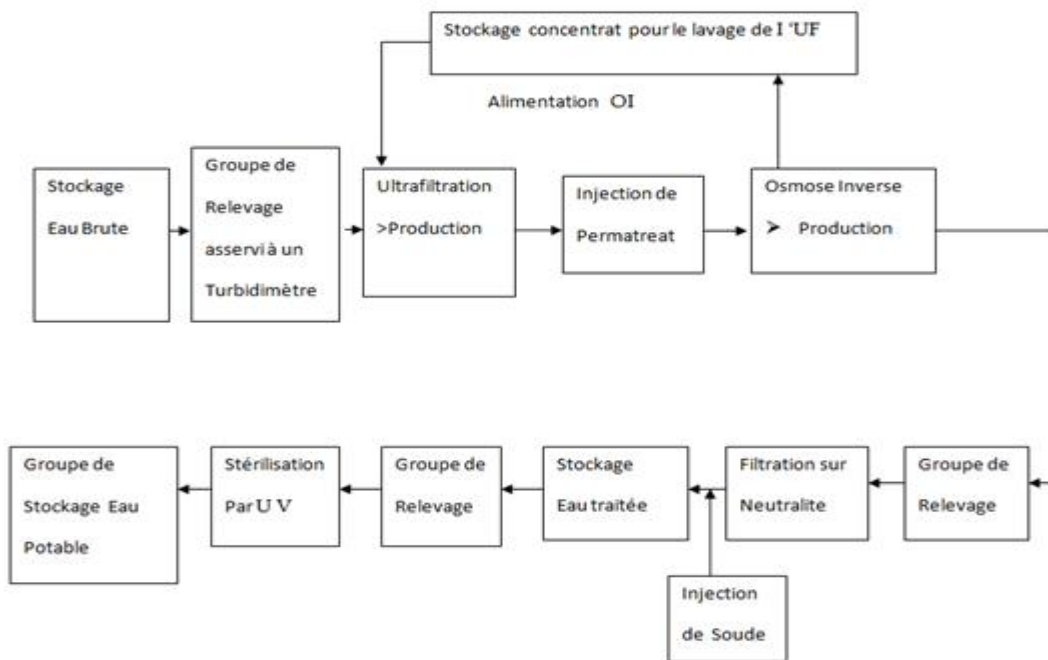 Stockage concentrat pour le lavage de I 'UF
Alimentation OI
Stockage
Eau Brute
Groupe de
Relevage
asservi à un
Turbidimètre
Ultrafiltration
>Production
Injection de
Permatreat
Osmose Inverse
➢ Production
Groupe de
Stockage Eau
Potable
Stérilisation
Par U V
Groupe de
Relevage
Stockage
Eau traitée
Filtration sur
Neutralite
Groupe de
Relevage
Injection
de Soude